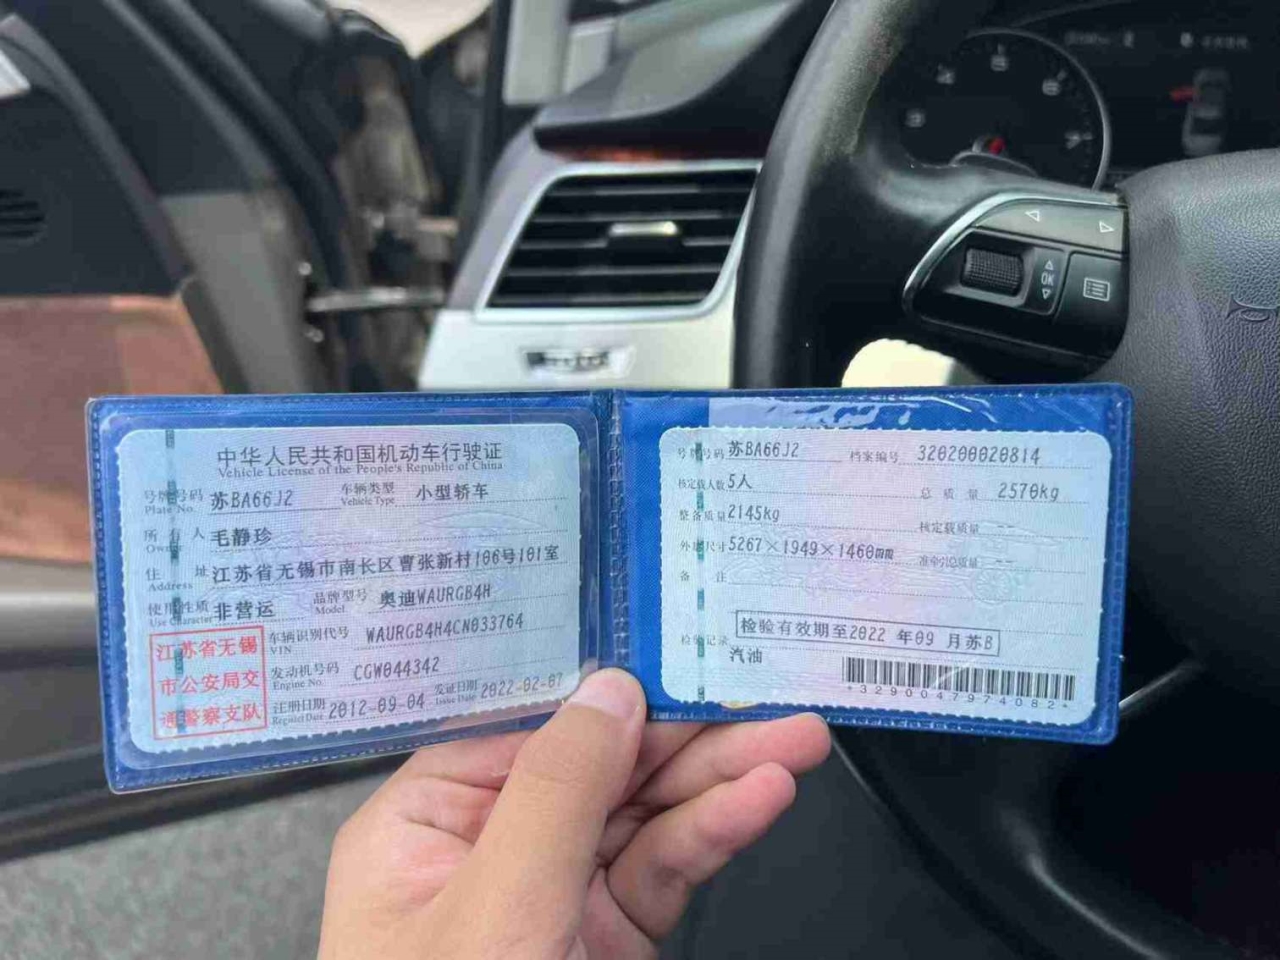 中华人民共和国机动车行驶证
Vehicle License of the People's Republic of China
号牌号码 苏BA66J2 车辆类型 小型轿车
Plate No. Vehicle Type
所有人 毛静珍
Owner
住址 江苏省无锡市南长区曹张新村106号101室
Address
使用性质 非营运 品牌型号 奥迪WAURGB4H
Use Character Model
江苏省无锡
市公安局交
通警察支队
车辆识别代号 WAURGB4H4CN033764
VIN
发动机号码 CGW044342
Engine No.
注册日期 2012-09-04 发证日期 2022-02-07
Register Date Issue Date
号牌号码 苏BA66J2 档案编号 320200020814
核定载人数 5人 总质量 2570kg
整备质量 2145kg 核定载质量 --
外廓尺寸 5267×1949×1460mm 准牵引总质量 --
备注
检验记录 检验有效期至2022年09月苏B
汽油
*3290047974082*
OK